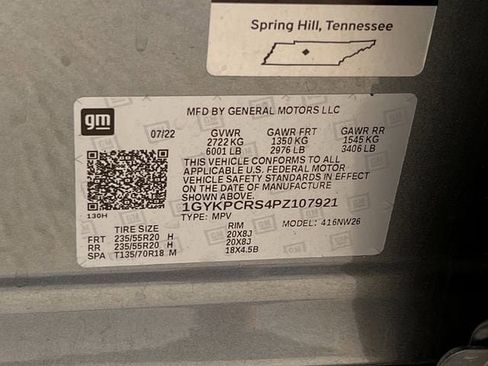 Spring Hill, Tennessee
gm
MFD BY GENERAL MOTORS LLC
07/22 GVWR GAWR FRT GAWR RR
2722 KG 1350 KG 1545 KG
6001 LB 2976 LB 3406 LB
THIS VEHICLE CONFORMS TO ALL
APPLICABLE U.S. FEDERAL MOTOR
VEHICLE SAFETY STANDARDS IN EFFECT
ON THE DATE OF MANUFACTURE
SHOWN ABOVE.
1GYKPCRS4PZ107921
130H
TYPE: MPV MODEL: 416NW26
TIRE SIZE RIM
FRT 235/55R20 H 20X8J
RR 235/55R20 H 20X8J
SPA T135/70R18 M 18X4.5B